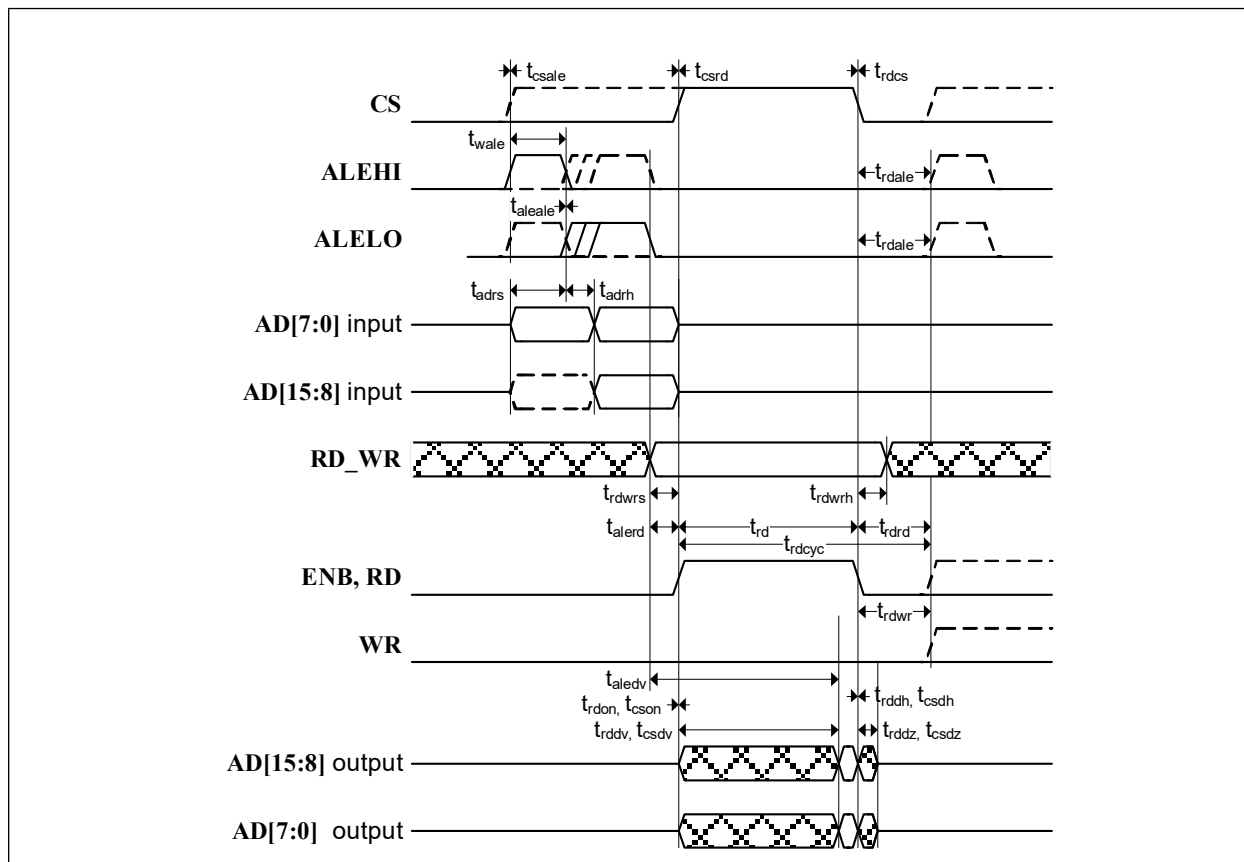 tcsale tcsrd trdcs
CS
twale
ALEHI
trdale
taleale
ALELO
trdale
tadrs tadrh
AD[7:0] input
AD[15:8] input
RD_WR
trdwrs trdwrh
talerd trd trdrd
trdcyc
ENB, RD
trdwr
WR
taledv
trdon, tcson trddh, tcsdh
trddv, tcsdv trddz, tcsdz
AD[15:8] output
AD[7:0] output